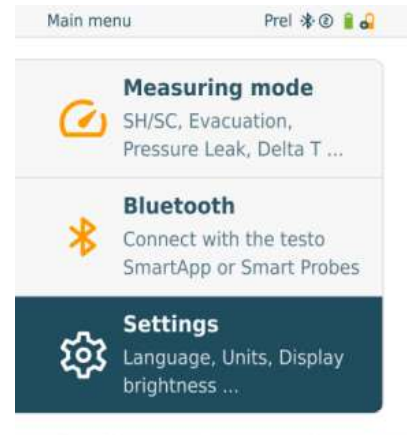 Main menu Prel ②
Measuring mode
SH/SC, Evacuation,
Pressure Leak, Delta T ...
Bluetooth
Connect with the testo
SmartApp or Smart Probes
Settings
Language, Units, Display
brightness ...